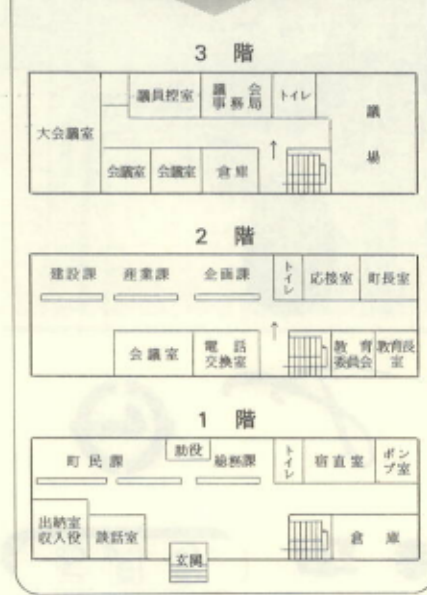 3 階
議員控室 議会事務局 トイレ 議場
大会議室
会議室 会議室 倉庫
2 階
建設課 産業課 企画課 トイレ 応接室 町長室
会議室 電話交換室 教育委員会 教育長室
1 階
町民課 助役 総務課 トイレ 宿直室 ポンプ室
出納室収入役 談話室 倉庫
玄関